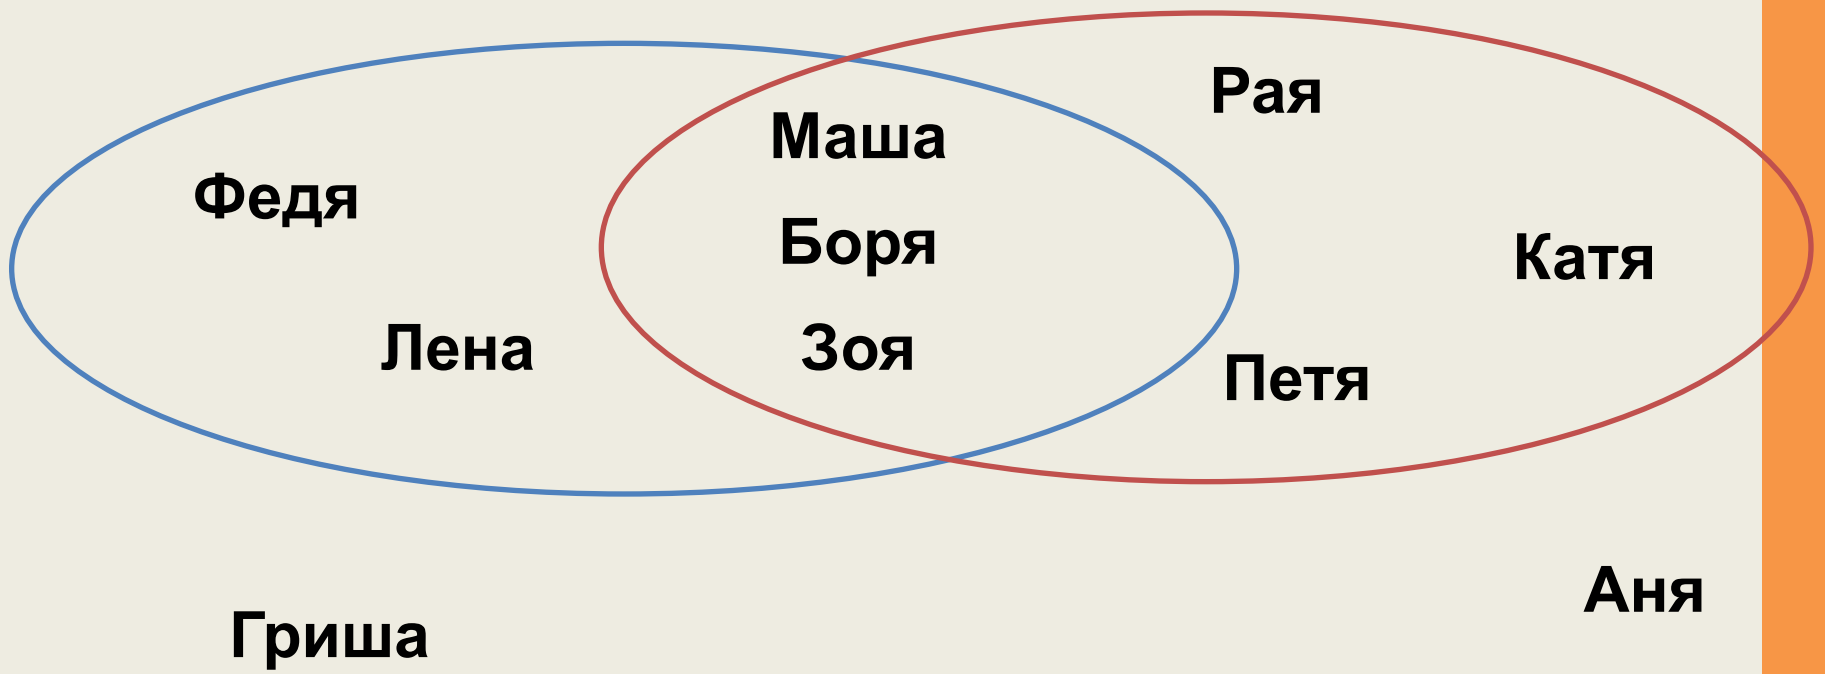 Рая
Маша
Федя
Боря
Катя
Лена
Зоя
Петя
Аня
Гриша